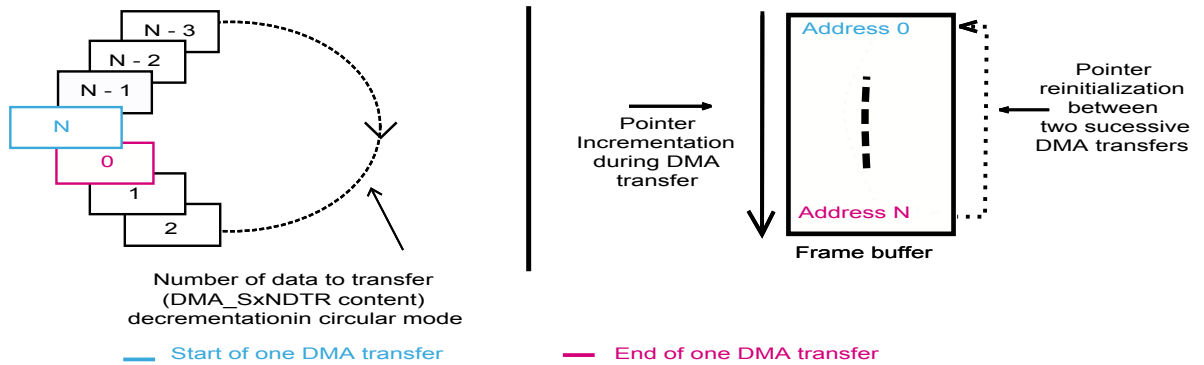 N - 3
N - 2
N - 1
N
0
1
2
Number of data to transfer
(DMA_SxNDTR content)
decrementationin circular mode
Pointer
Incrementation
during DMA
transfer
Address 0
Address N
Frame buffer
Pointer
reinitialization
between
two sucessive
DMA transfers
Start of one DMA transfer
End of one DMA transfer